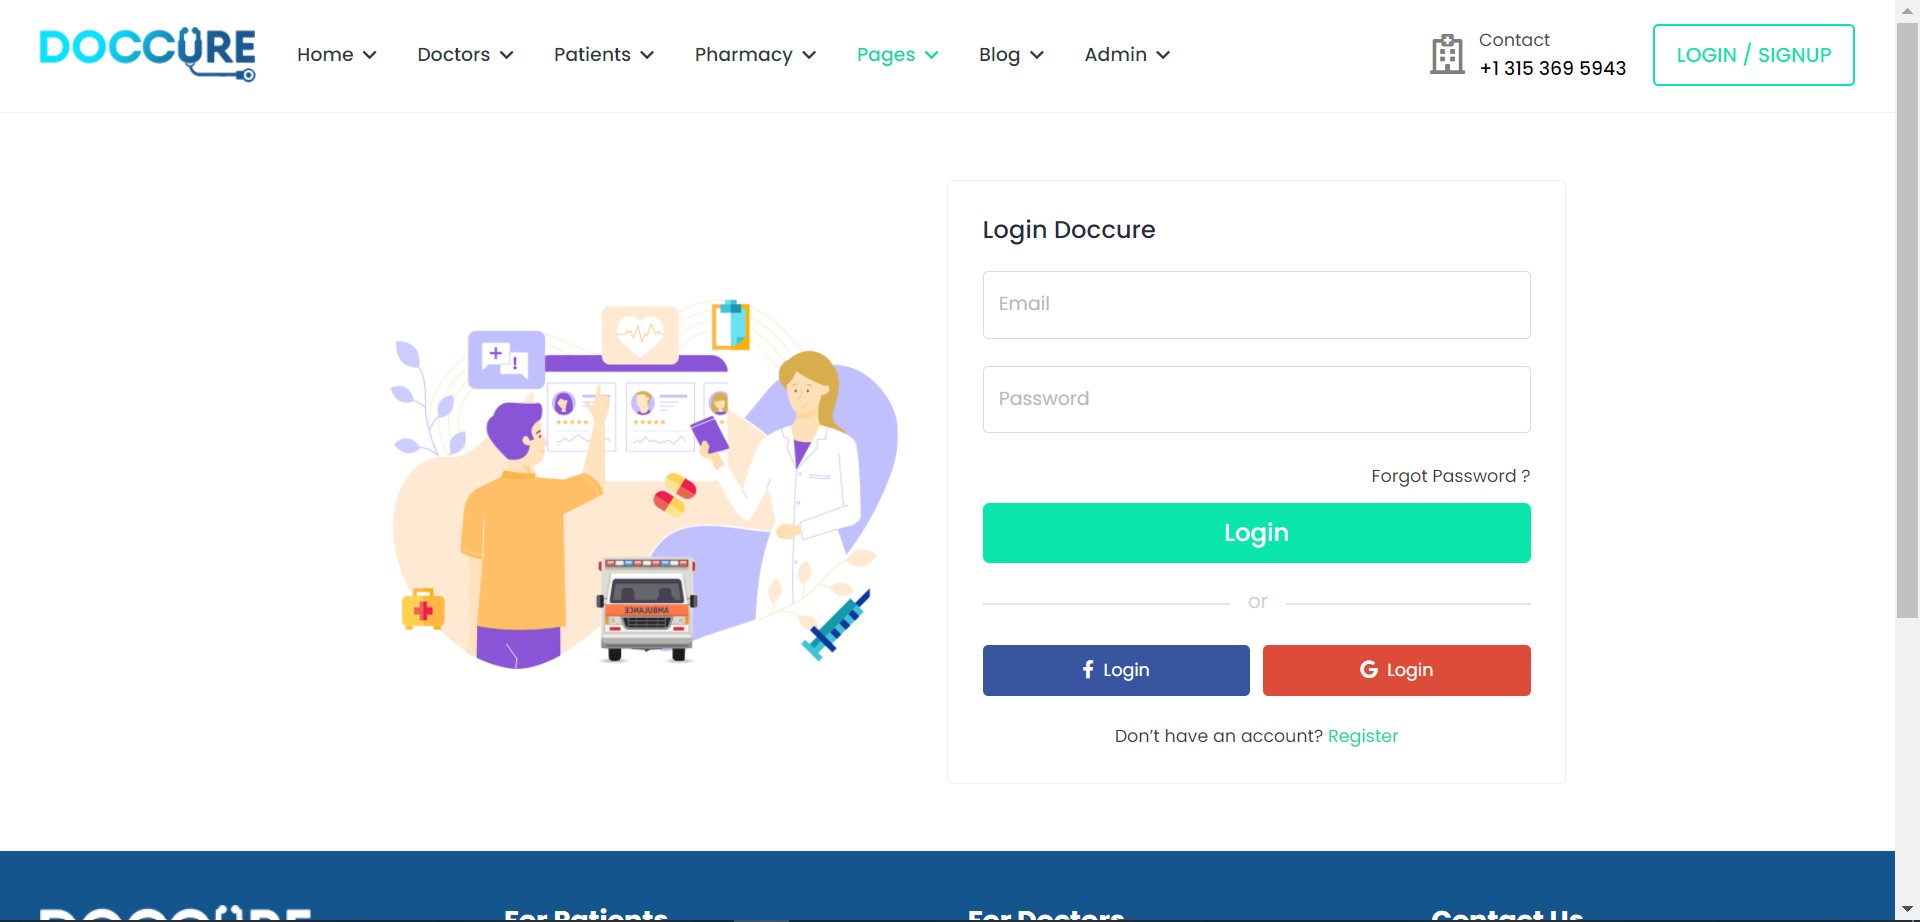 DOCCURE
Home
Doctors
Patients
Pharmacy
Pages
Blog
Admin
Contact
+1 315 369 5943
LOGIN / SIGNUP
Login Doccure
Email
Password
Forgot Password ?
Login
or
Login
G Login
Don’t have an account? Register
AMBULANCE
DOCCURE
For Patients
For Doctors
Contact Us